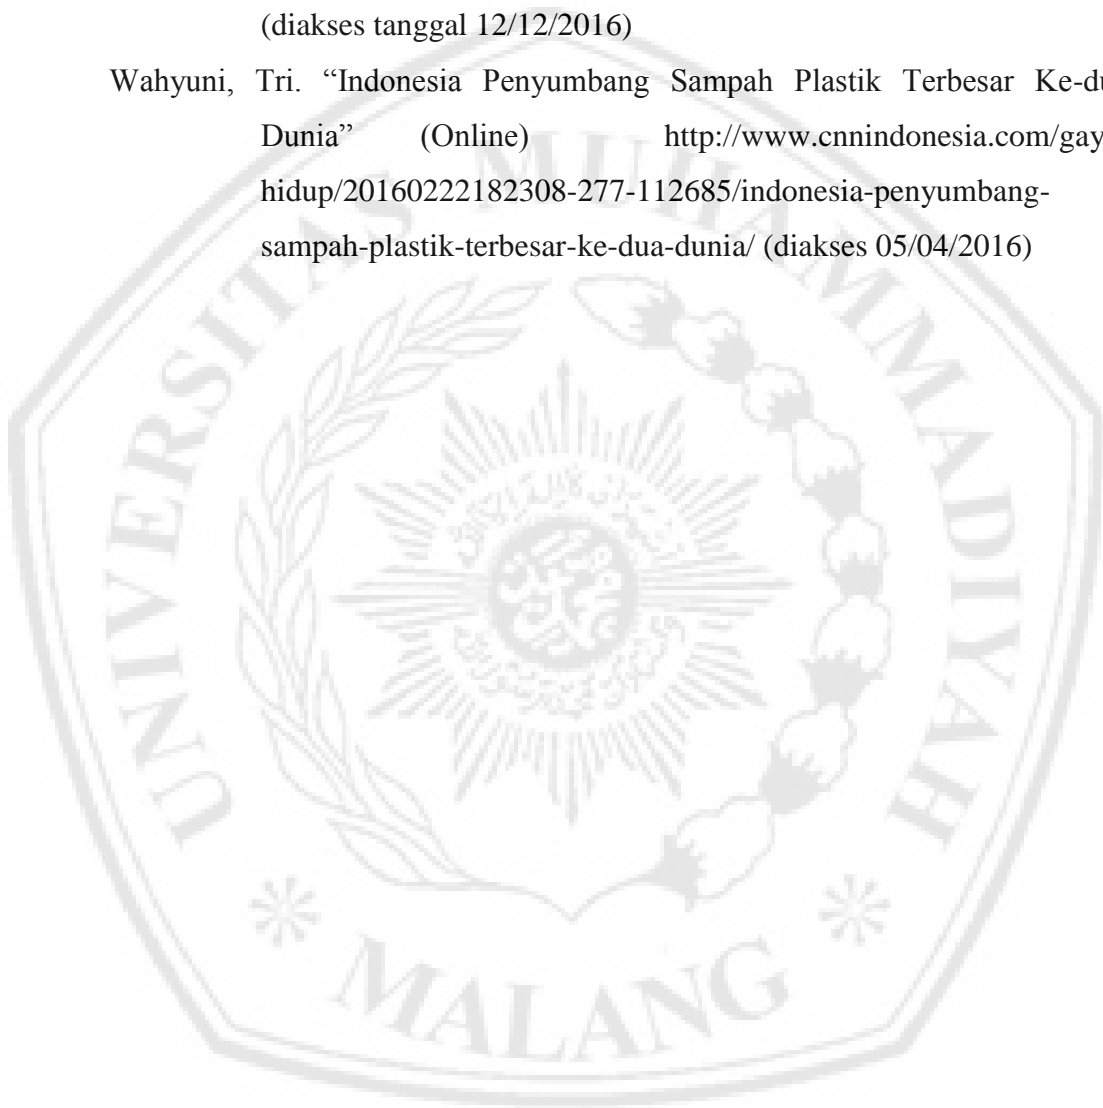 (diakses tanggal 12/12/2016)
Wahyuni, Tri. “Indonesia Penyumbang Sampah Plastik Terbesar Ke-du
Dunia” (Online) http://www.cnnindonesia.com/gay
hidup/20160222182308-277-112685/indonesia-penyumbang-
sampah-plastik-terbesar-ke-dua-dunia/ (diakses 05/04/2016)
UNIVERSITAS MUHAMMADIYAH
MALANG